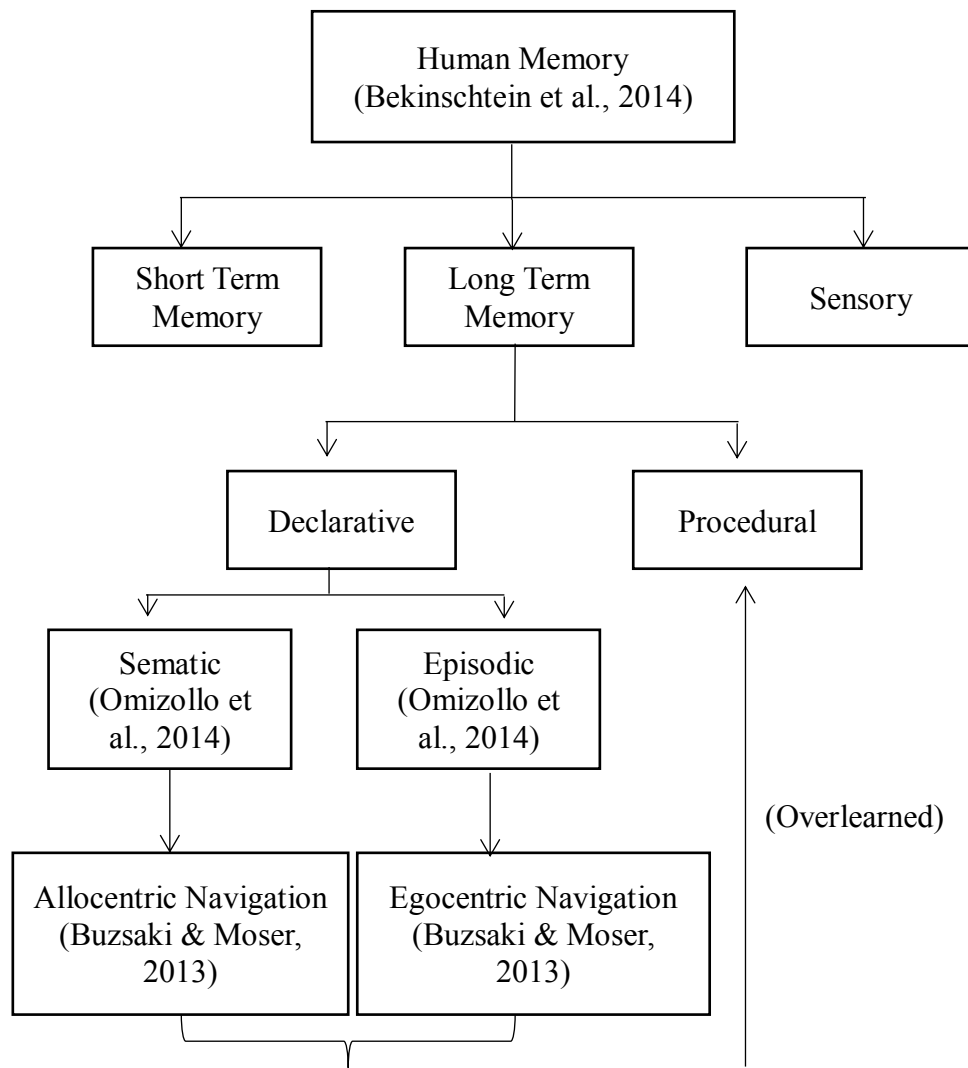 Human Memory
(Bekinschtein et al., 2014)
Short Term
Memory
Long Term
Memory
Sensory
Declarative
Procedural
Sematic
(Omizollo et
al., 2014)
Episodic
(Omizollo et
al., 2014)
(Overlearned)
Allocentric Navigation
(Buzsaki & Moser,
2013)
Egocentric Navigation
(Buzsaki & Moser,
2013)